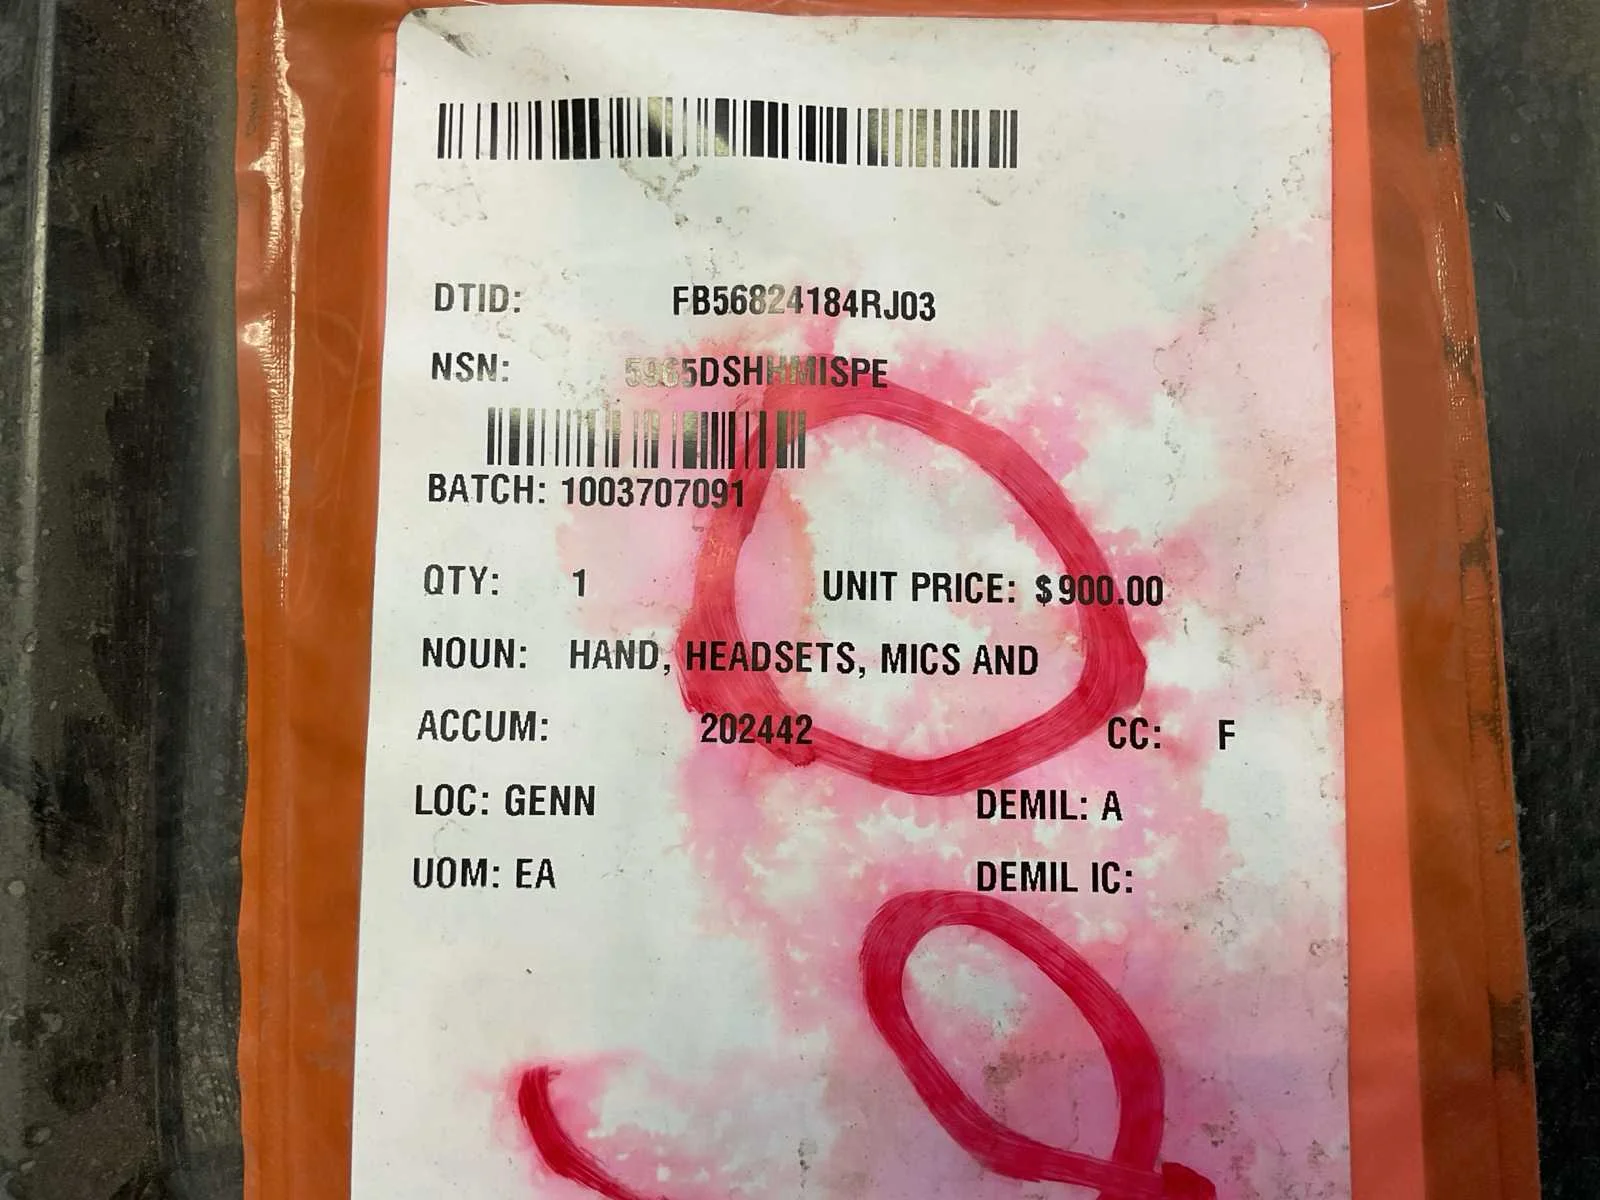 DTID: FB56824184RJ03
NSN: 5965DSHHMISPE
BATCH: 1003707091
QTY: 1 UNIT PRICE: $900.00
NOUN: HAND, HEADSETS, MICS AND
ACCUM: 202442 CC: F
LOC: GENN DEMIL: A
UOM: EA DEMIL IC: